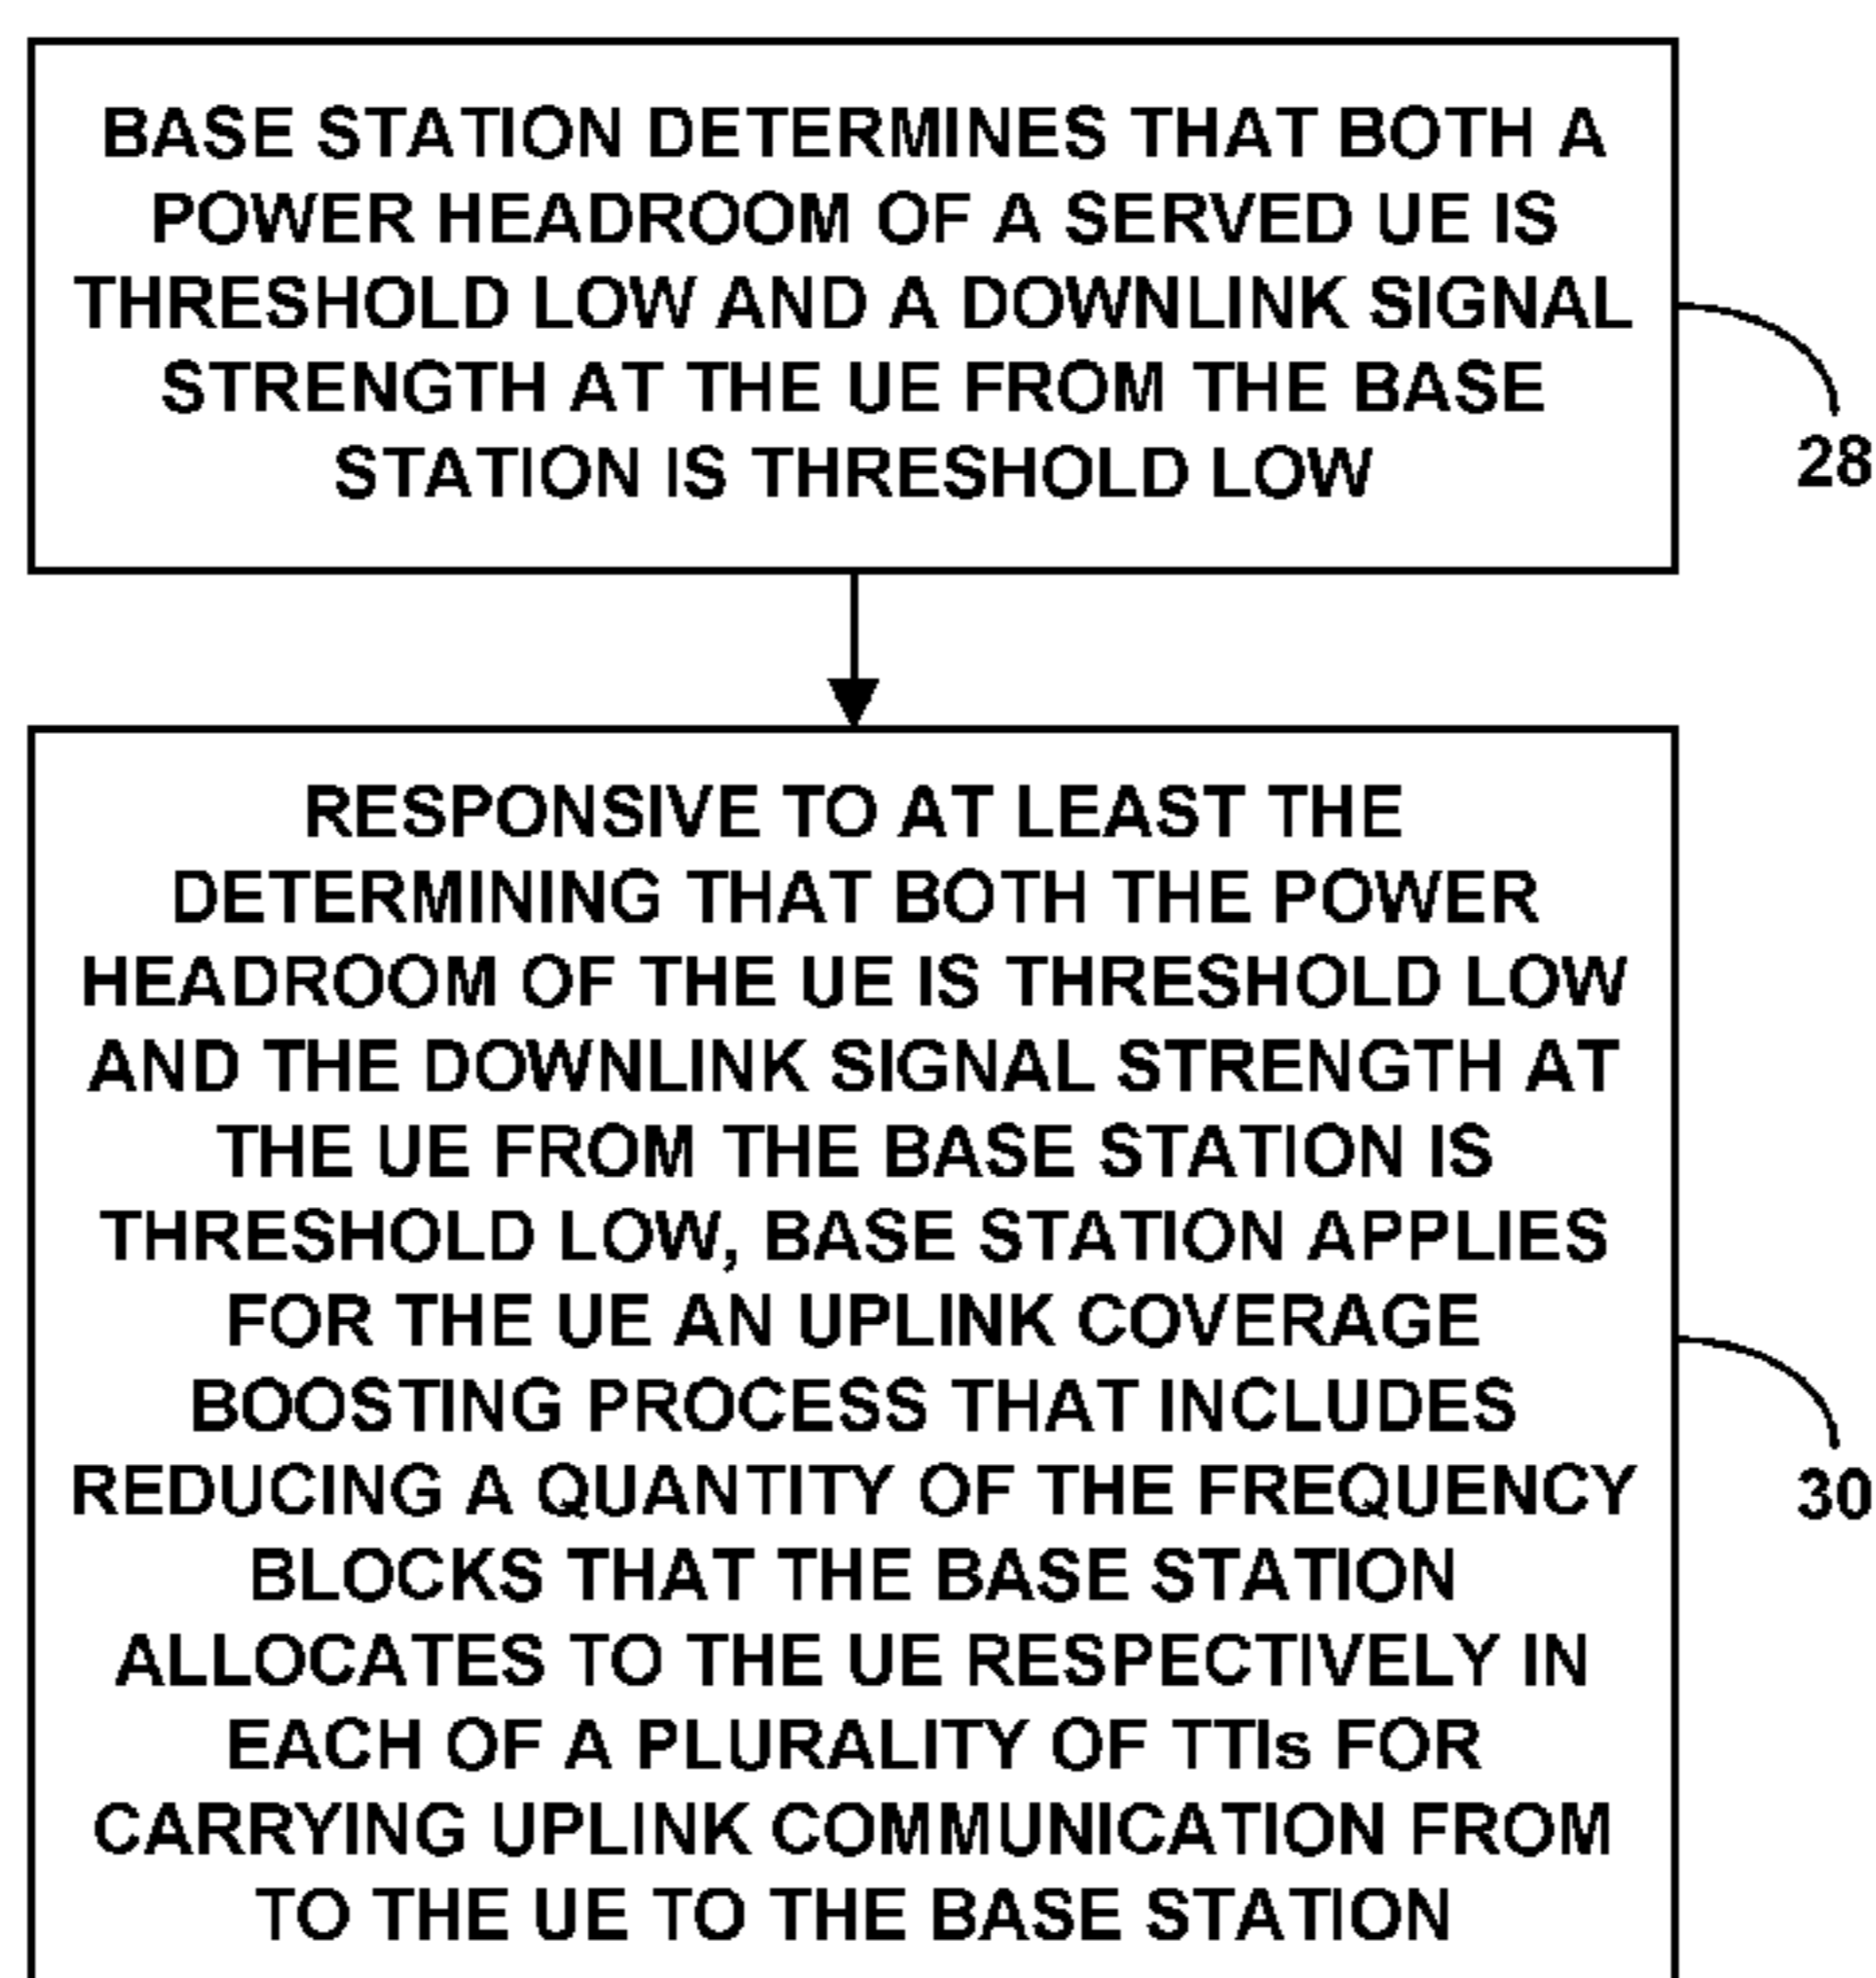 BASE STATION DETERMINES THAT BOTH A
POWER HEADROOM OF A SERVED UE IS
THRESHOLD LOW AND A DOWNLINK SIGNAL
STRENGTH AT THE UE FROM THE BASE
STATION IS THRESHOLD LOW
28
RESPONSIVE TO AT LEAST THE
DETERMINING THAT BOTH THE POWER
HEADROOM OF THE UE IS THRESHOLD LOW
AND THE DOWNLINK SIGNAL STRENGTH AT
THE UE FROM THE BASE STATION IS
THRESHOLD LOW, BASE STATION APPLIES
FOR THE UE AN UPLINK COVERAGE
BOOSTING PROCESS THAT INCLUDES
REDUCING A QUANTITY OF THE FREQUENCY
BLOCKS THAT THE BASE STATION
ALLOCATES TO THE UE RESPECTIVELY IN
EACH OF A PLURALITY OF TTIs FOR
CARRYING UPLINK COMMUNICATION FROM
TO THE UE TO THE BASE STATION
30